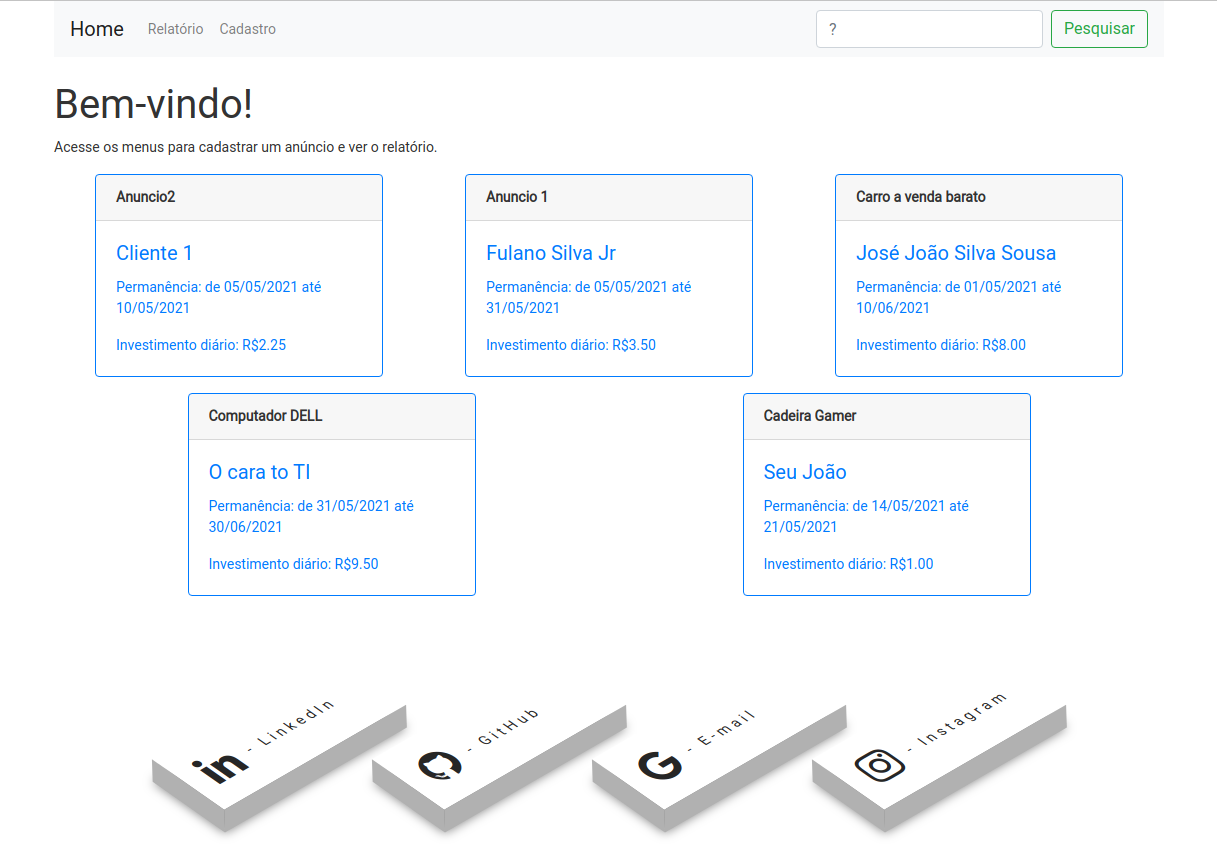 Home Relatório Cadastro ? Pesquisar
Bem-vindo!
Acesse os menus para cadastrar um anúncio e ver o relatório.
Anuncio2
Cliente 1
Permanência: de 05/05/2021 até
10/05/2021
Investimento diário: R$2.25
Anuncio 1
Fulano Silva Jr
Permanência: de 05/05/2021 até
31/05/2021
Investimento diário: R$3.50
Carro a venda barato
José João Silva Sousa
Permanência: de 01/05/2021 até
10/06/2021
Investimento diário: R$8.00
Computador DELL
O cara to TI
Permanência: de 31/05/2021 até
30/06/2021
Investimento diário: R$9.50
Cadeira Gamer
Seu João
Permanência: de 14/05/2021 até
21/05/2021
Investimento diário: R$1.00
in - LinkedIn
- GitHub
G - E-mail
- Instagram